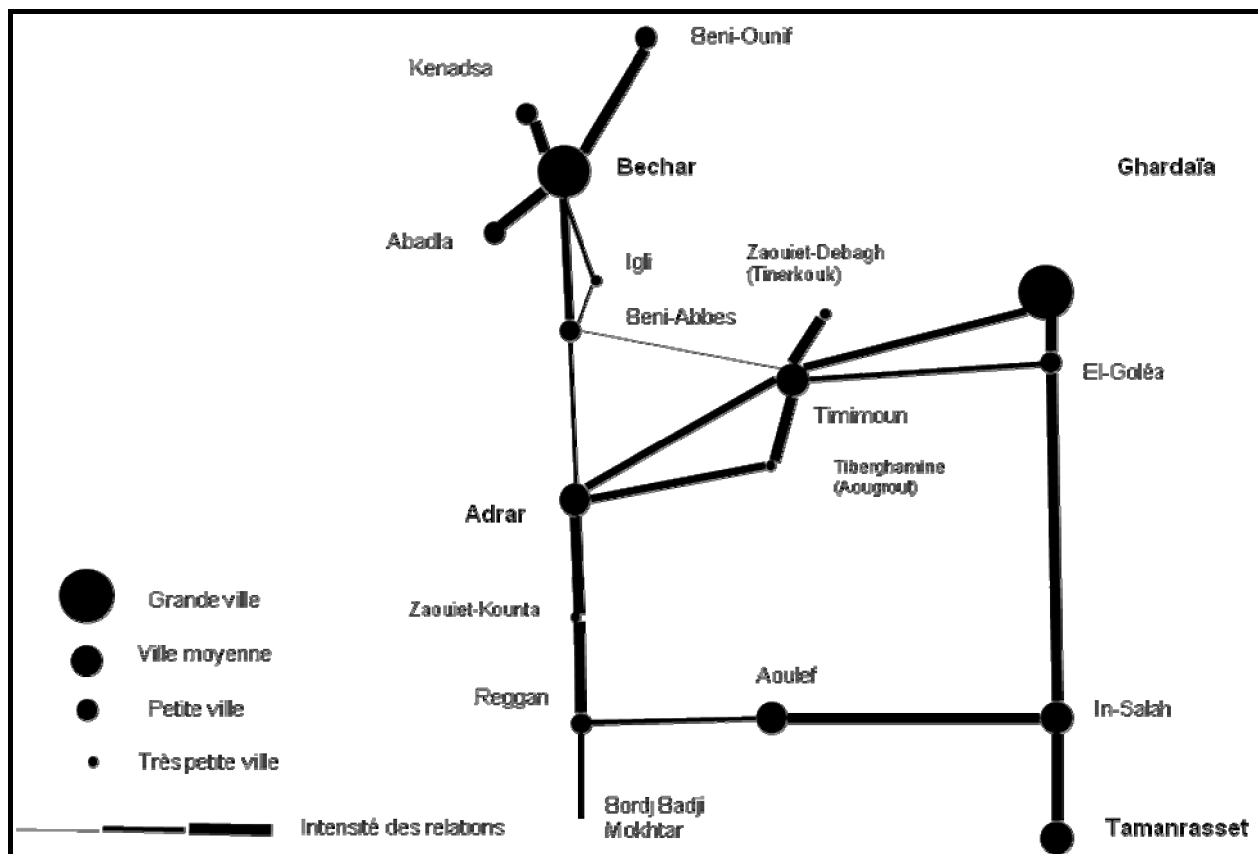 Beni-Ounif
Kenadsa
Bechar
Ghardaïa
Abadla
Igli
Zaouiet-Debagh
(Tinerkouk)
Beni-Abbes
El-Goléa
Timimoun
Tiberghamine
(Aougrout)
Adrar
Grande ville
Zaouiet-Kounta
Ville moyenne
Aoulef
Reggan
In-Salah
Petite ville
Très petite ville
Bordj Badji
Mokhtar
Intensité des relations
Tamanrasset